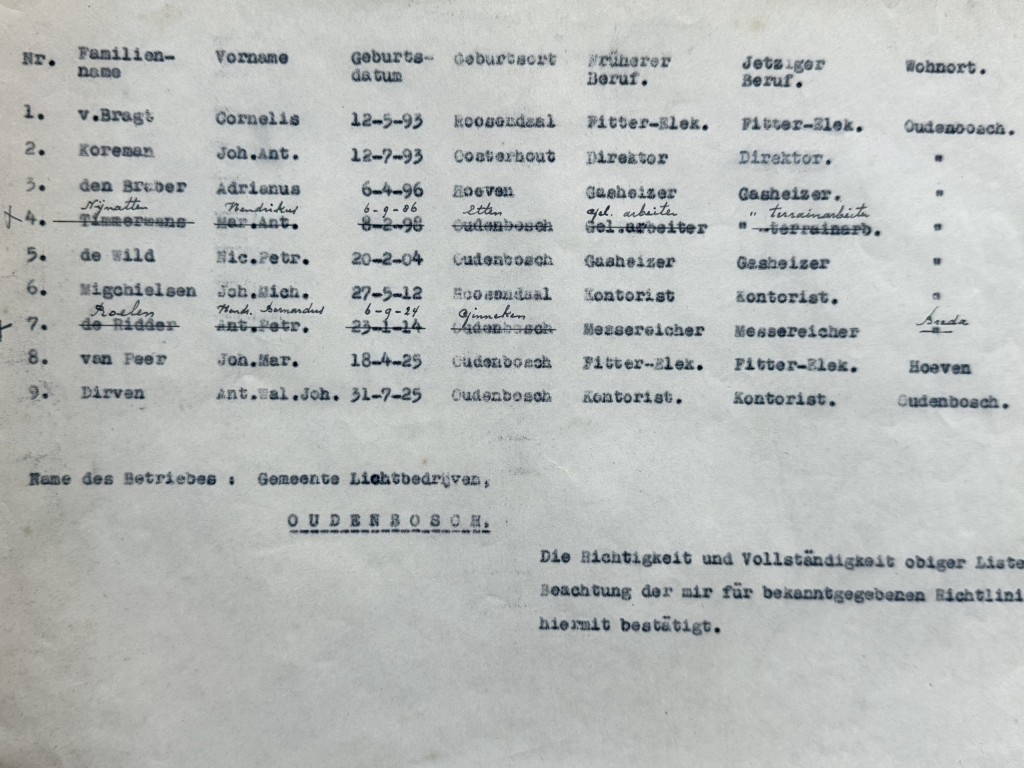 Nr. Familien- Vorname Geburts- Geburtsort Früherer Jetziger Wohnort.
name datum Beruf. Beruf.
1. v.Bragt Cornelis 12-5-93 Roosendaal Fitter-Elek. Fitter-Elek. Oudenbosch.
2. Koreman Joh.Ant. 12-7-93 Oosterhout Direktor Direktor. "
3. den Braber Adrianus 6-4-96 Hoeven Gasheizer Gasheizer. "
Nijnatten Hendrikus 6-9-86 Etten gel. arbeiter " terrainarbeiter
4. Timmermans Mar.Ant. 8-2-98 Oudenbosch Gel.arbeiter " terrainarb. "
5. de Wild Nic.Petr. 20-2-04 Oudenbosch Gasheizer Gasheizer "
6. Migchielsen Joh.Mich. 27-5-12 Roosendaal Kontorist Kontorist. "
Roelen Bernardus 6-9-24 Ginneken Breda
7. de Ridder Ant.Petr. 23-1-14 Oudenbosch Messereicher Messereicher "
8. van Peer Joh.Mar. 18-4-25 Oudenbosch Fitter-Elek. Fitter-Elek. Hoeven
9. Dirven Ant.Wal.Joh. 31-7-25 Oudenbosch Kontorist. Kontorist. Oudenbosch.
Name des Betriebes : Gemeente Lichtbedrijven,
OUDENBOSCH.
Die Richtigkeit und Vollständigkeit obiger Liste
Beachtung der mir für bekanntgegebenen Richtlini
hiermit bestätigt.